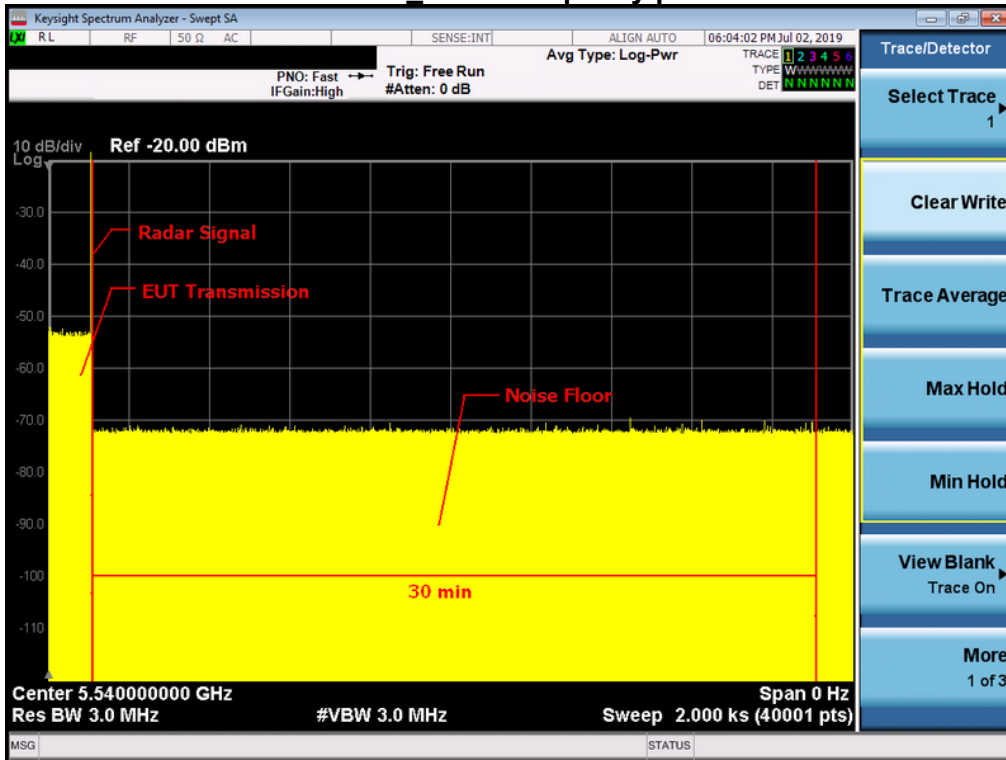 Keysight Spectrum Analyzer - Swept SA
LXI RL RF 50 Ω AC SENSE:INT ALIGN AUTO 06:04:02 PM Jul 02, 2019
Avg Type: Log-Pwr
TRACE 1 2 3 4 5 6
TYPE WWWWWW
DET N N N N N N
PNO: Fast
IFGain:High
Trig: Free Run
#Atten: 0 dB
10 dB/div Ref -20.00 dBm
Log
-30.0
Radar Signal
-40.0
EUT Transmission
-50.0
-60.0
Noise Floor
-70.0
-80.0
-90.0
-100
30 min
-110
Center 5.540000000 GHz Span 0 Hz
Res BW 3.0 MHz #VBW 3.0 MHz Sweep 2.000 ks (40001 pts)
MSG STATUS
Trace/Detector
Select Trace
1
Clear Write
Trace Average
Max Hold
Min Hold
View Blank
Trace On
More
1 of 3